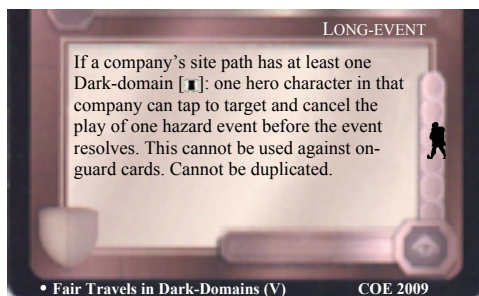 LONG-EVENT
If a company's site path has at least one
Dark-domain []: one hero character in that
company can tap to target and cancel the
play of one hazard event before the event
resolves. This cannot be used against on-
guard cards. Cannot be duplicated.
• Fair Travels in Dark-Domains (V) COE 2009